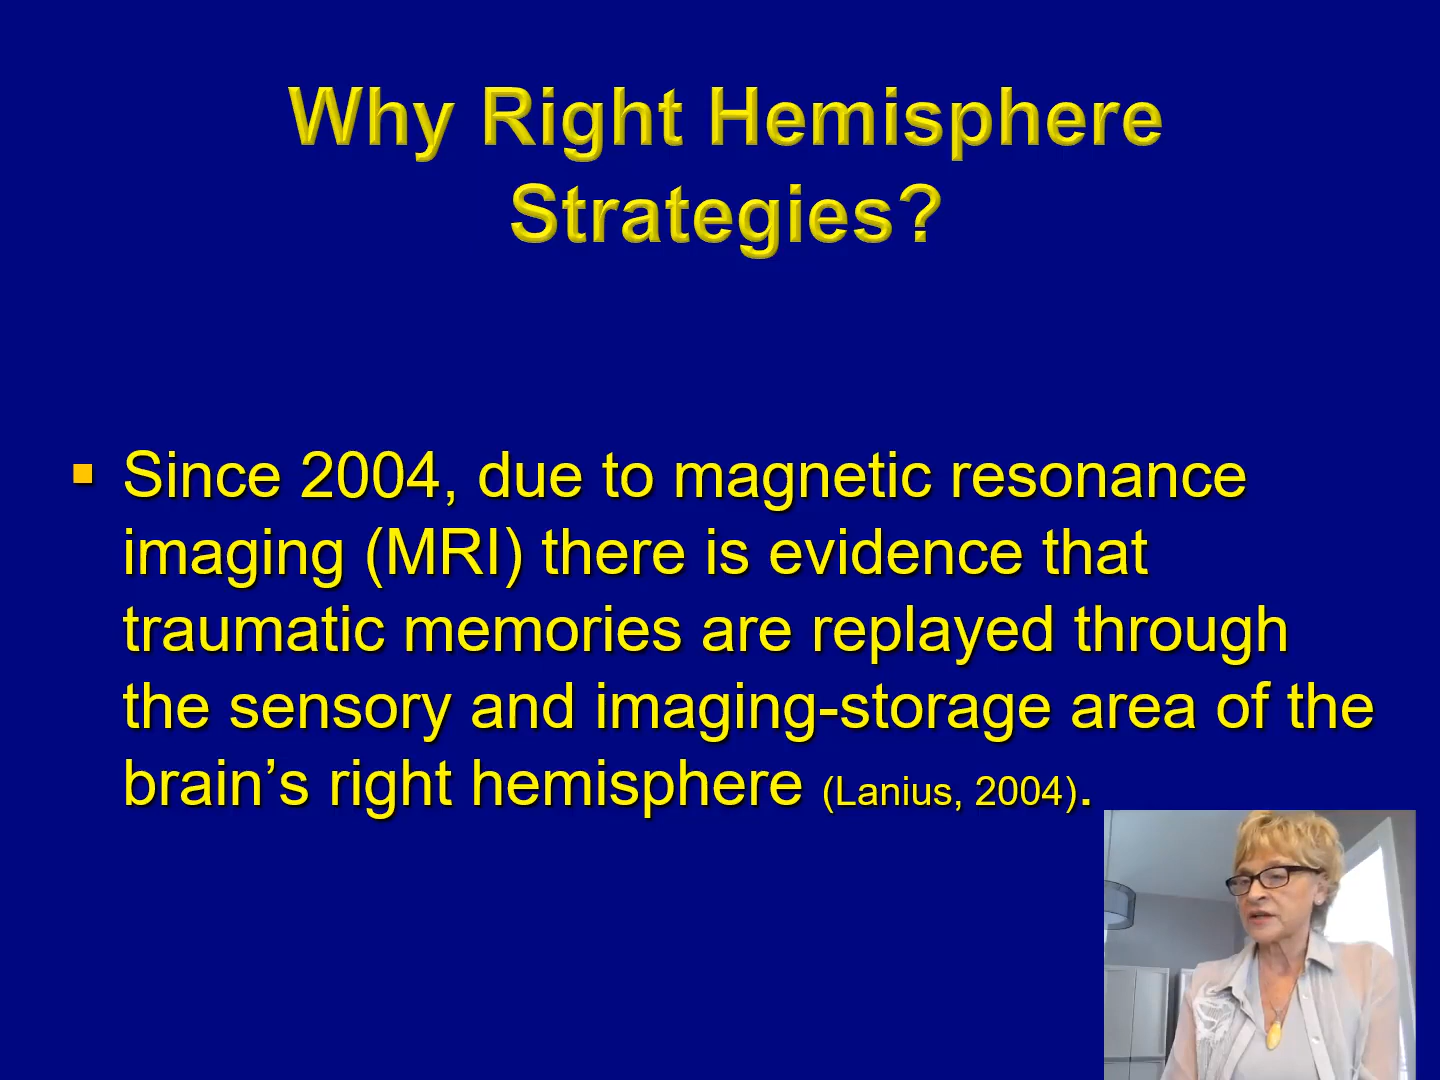 Why Right Hemisphere
Strategies?
▪ Since 2004, due to magnetic resonance
imaging (MRI) there is evidence that
traumatic memories are replayed through
the sensory and imaging-storage area of the
brain’s right hemisphere (Lanius, 2004).